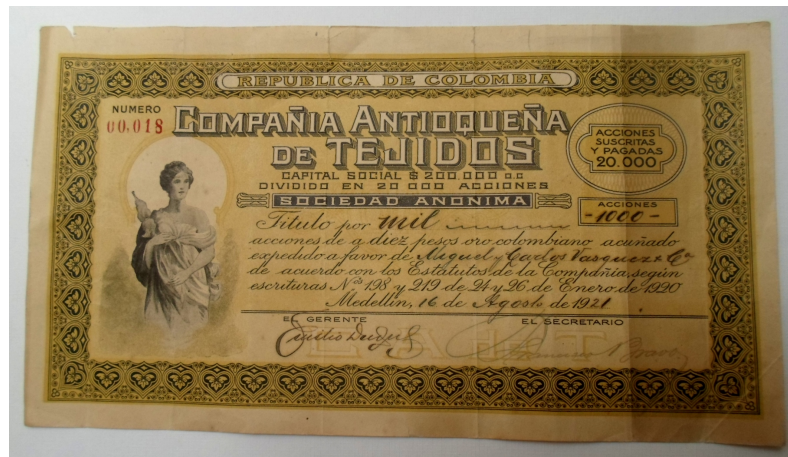 REPUBLICA DE COLOMBIA
NUMERO
00,018
COMPAÑIA ANTIOQUEÑA
DE TEJIDOS
CAPITAL SOCIAL $ 200.000 O.C
DIVIDIDO EN 20 000 ACCIONES
SOCIEDAD ANONIMA
ACCIONES
SUSCRITAS
Y PAGADAS
20.000
ACCIONES
-1000-
Título por mil
acciones de a diez pesos oro colombiano acuñado
expedido a favor de Miguel y Carlos Vasquez & Cª
de acuerdo con los Estatutos de la Compañia, según
escrituras Nos 198 y 219 de 24 y 26 de Enero de 1920
Medellin, 16 de Agosto de 1921
EL GERENTE
EL SECRETARIO